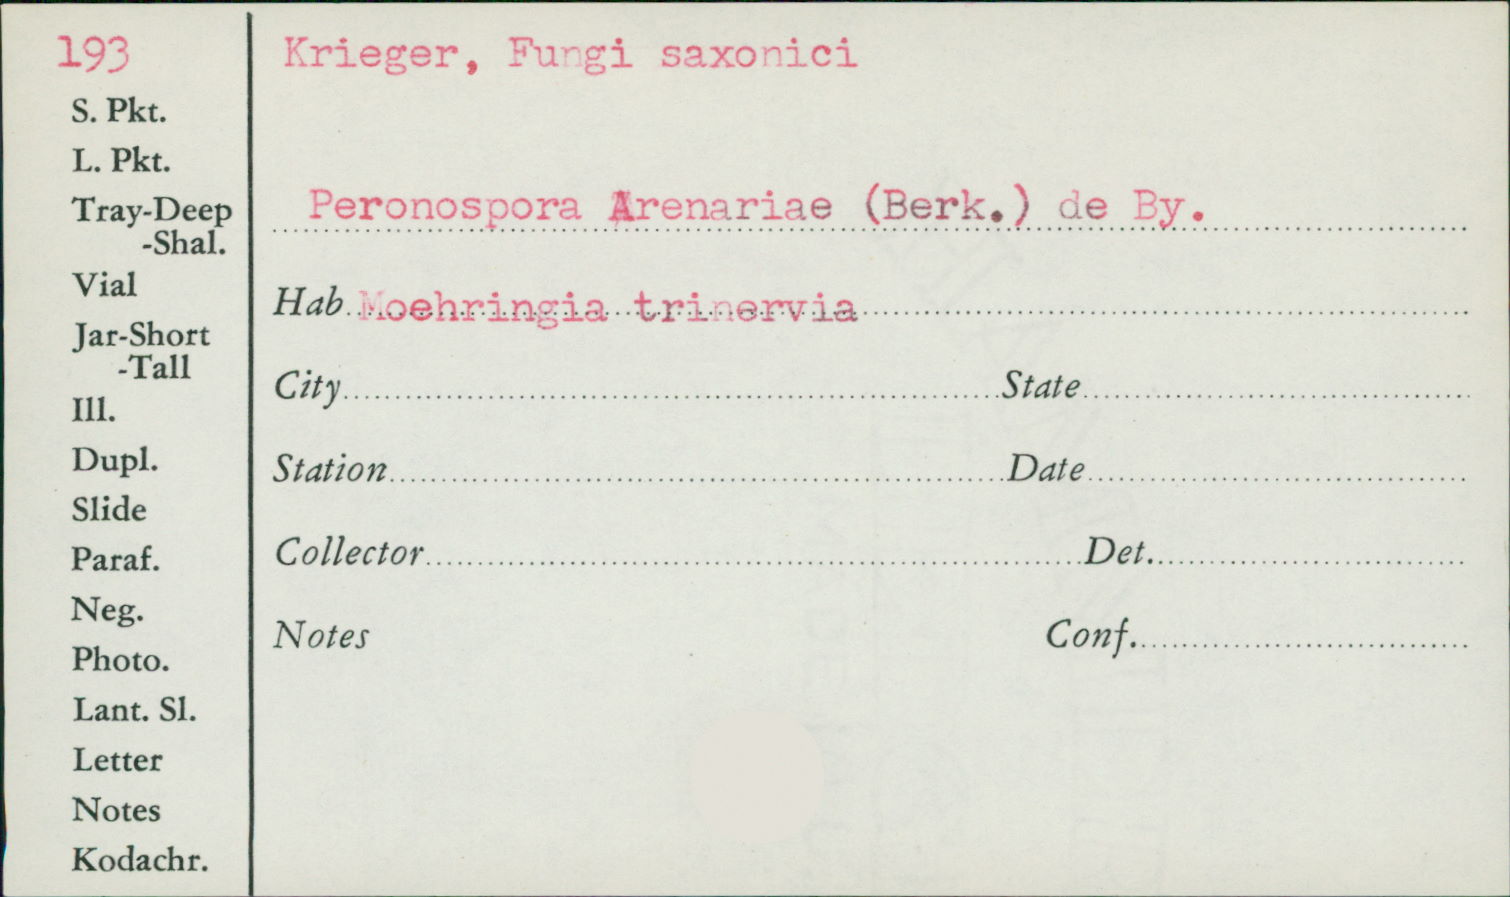 193
Krieger, Fungi saxonici
S. Pkt.
L. Pkt.
Tray-Deep
-Shal.
Vial
Jar-Short
-Tall
Ill.
Dupl.
Slide
Paraf.
Neg.
Photo.
Lant. Sl.
Letter
Notes
Kodachr.
Peronospora Arenariae (Berk.) de By.
Hab. Moehringia trinervia
City
State
Station
Date
Collector
Det.
Notes
Conf.